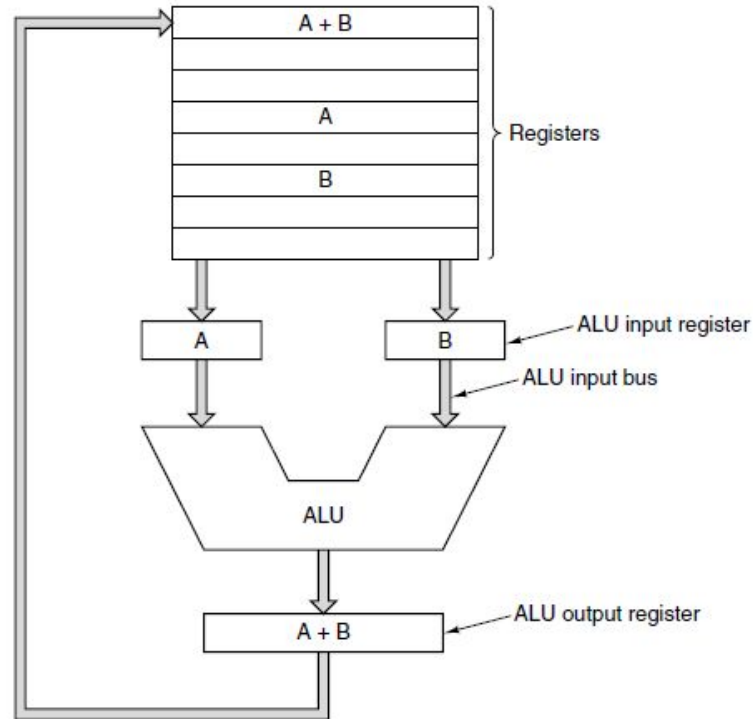 A + B
A
B
Registers
A
B
ALU input register
ALU input bus
ALU
ALU output register
A + B